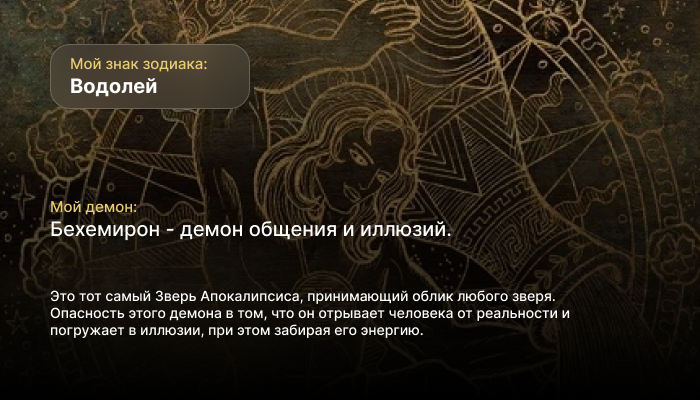 Мой знак зодиака:
Водолей
Мой демон:
Бехемирон - демон общения и иллюзий.
Это тот самый Зверь Апокалипсиса, принимающий облик любого зверя.
Опасность этого демона в том, что он отрывает человека от реальности и
погружает в иллюзии, при этом забирая его энергию.